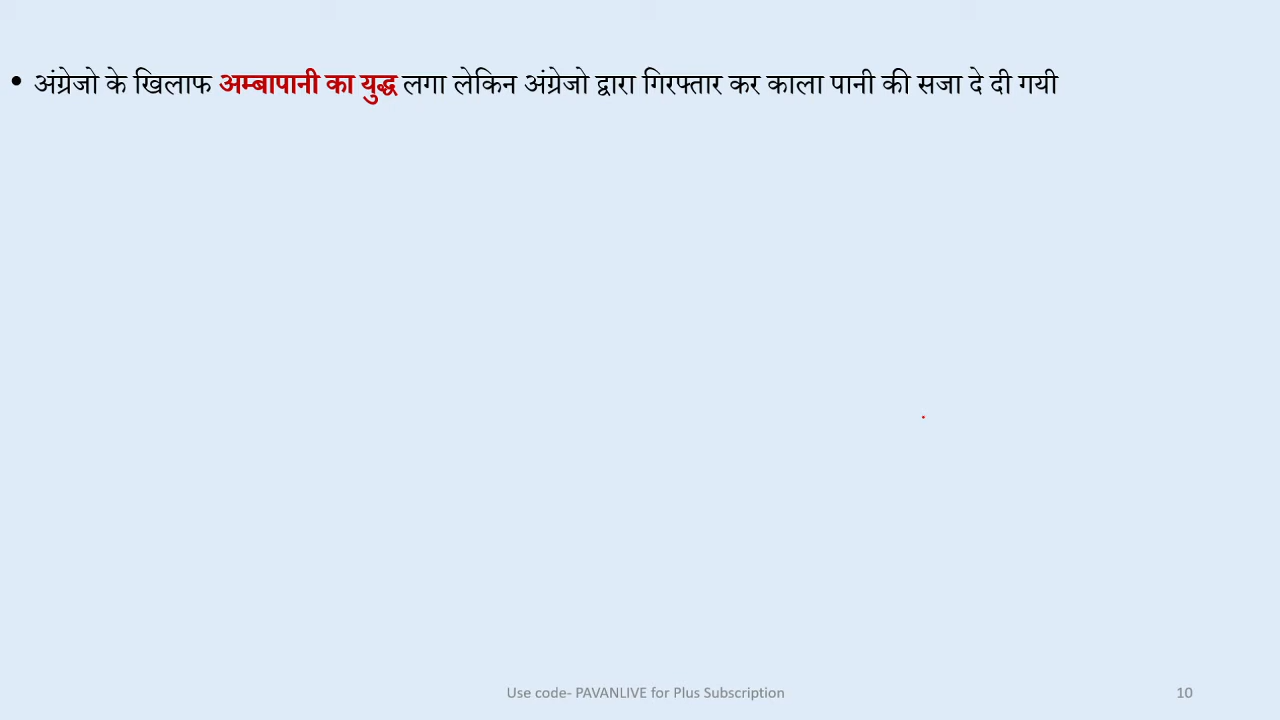 • अंग्रेजो के खिलाफ अम्बापानी का युद्ध लगा लेकिन अंग्रेजो द्वारा गिरफ्तार कर काला पानी की सजा दे दी गयी
Use code- PAVANLIVE for Plus Subscription
10